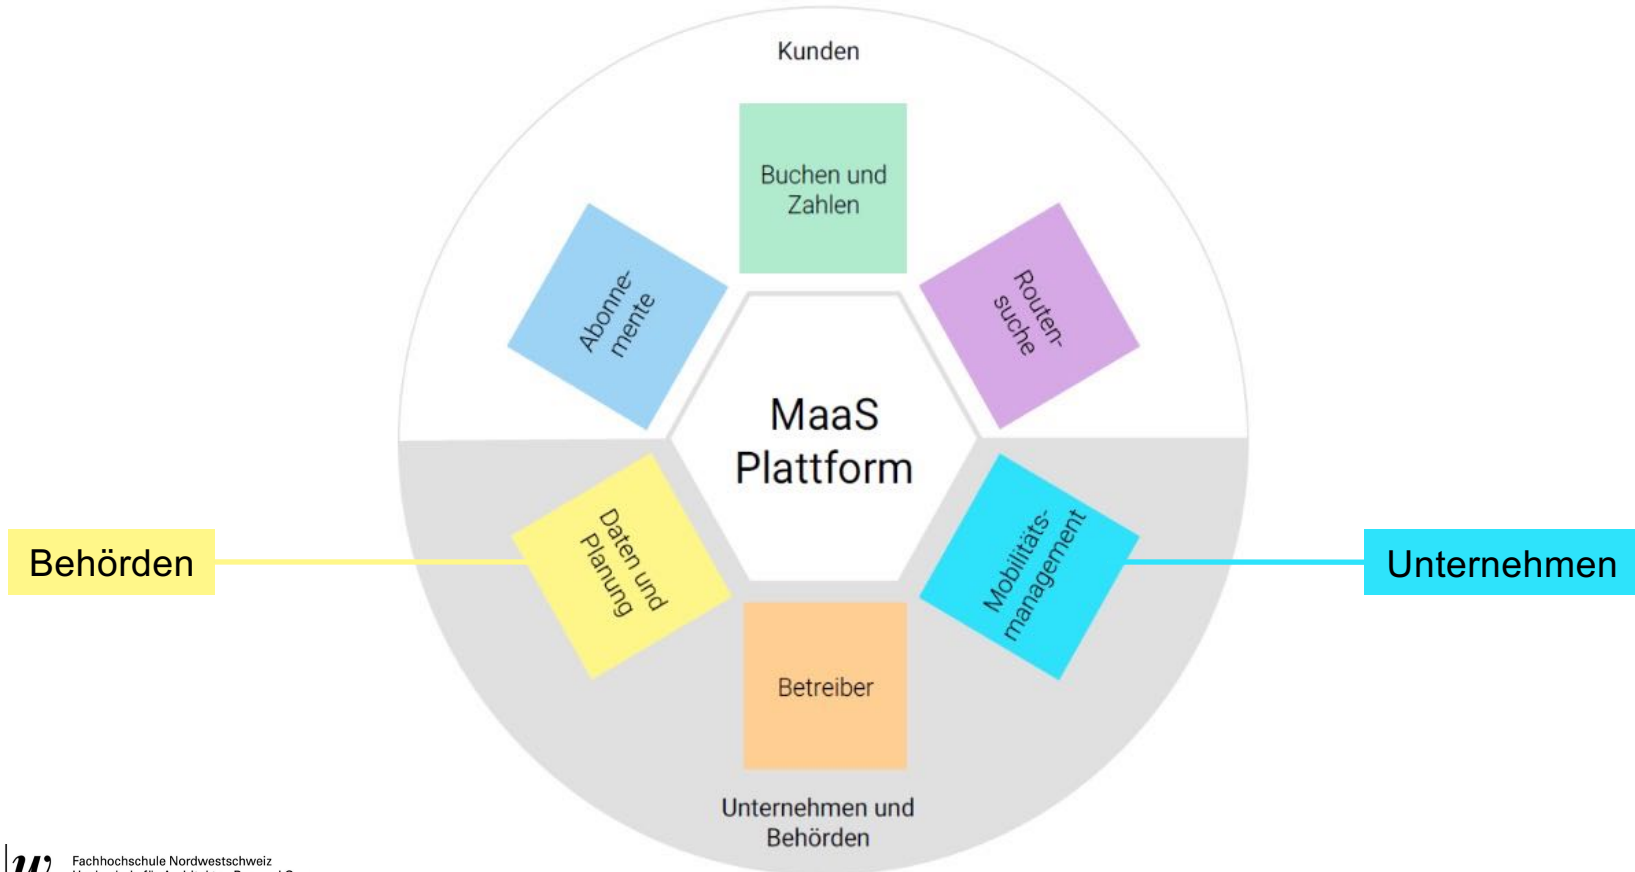 Kunden
Buchen und
Zahlen
Abonne-
mente
Routen-
suche
MaaS
Plattform
Behörden
Daten und
Planung
Mobilitäts-
management
Unternehmen
Betreiber
Unternehmen und
Behörden
Fachhochschule Nordwestschweiz